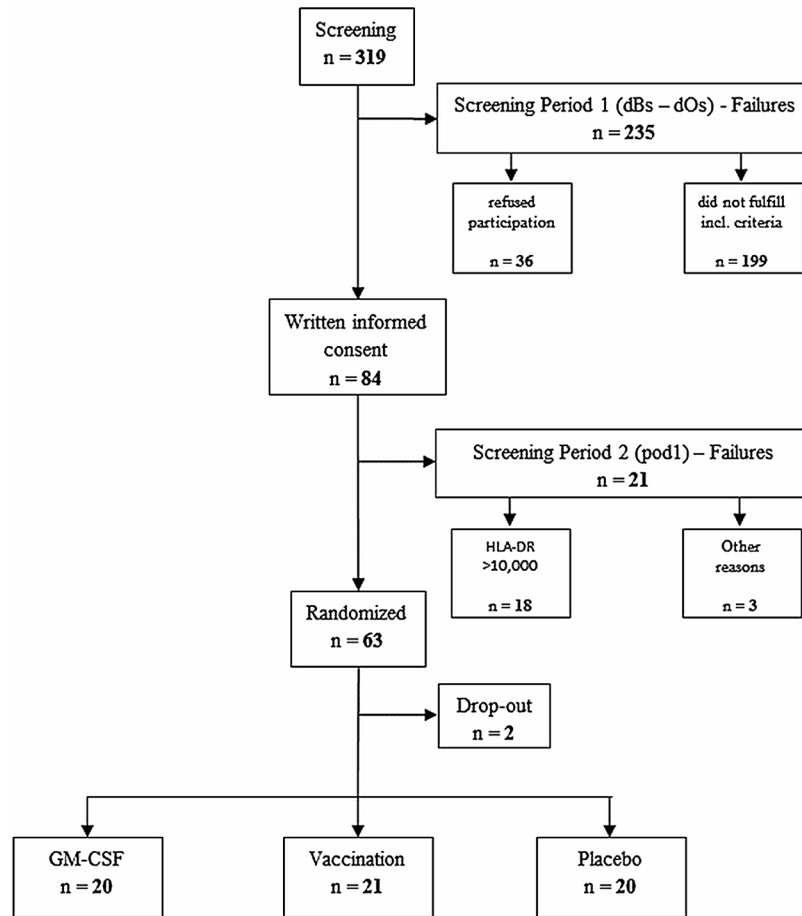 Screening
n = 319
Screening Period 1 (dBs – dOs) - Failures
n = 235
refused
participation
n = 36
did not fulfill
incl. criteria
n = 199
Written informed
consent
n = 84
Screening Period 2 (pod1) – Failures
n = 21
HLA-DR
>10,000
n = 18
Other
reasons
n = 3
Randomized
n = 63
Drop-out
n = 2
GM-CSF
n = 20
Vaccination
n = 21
Placebo
n = 20